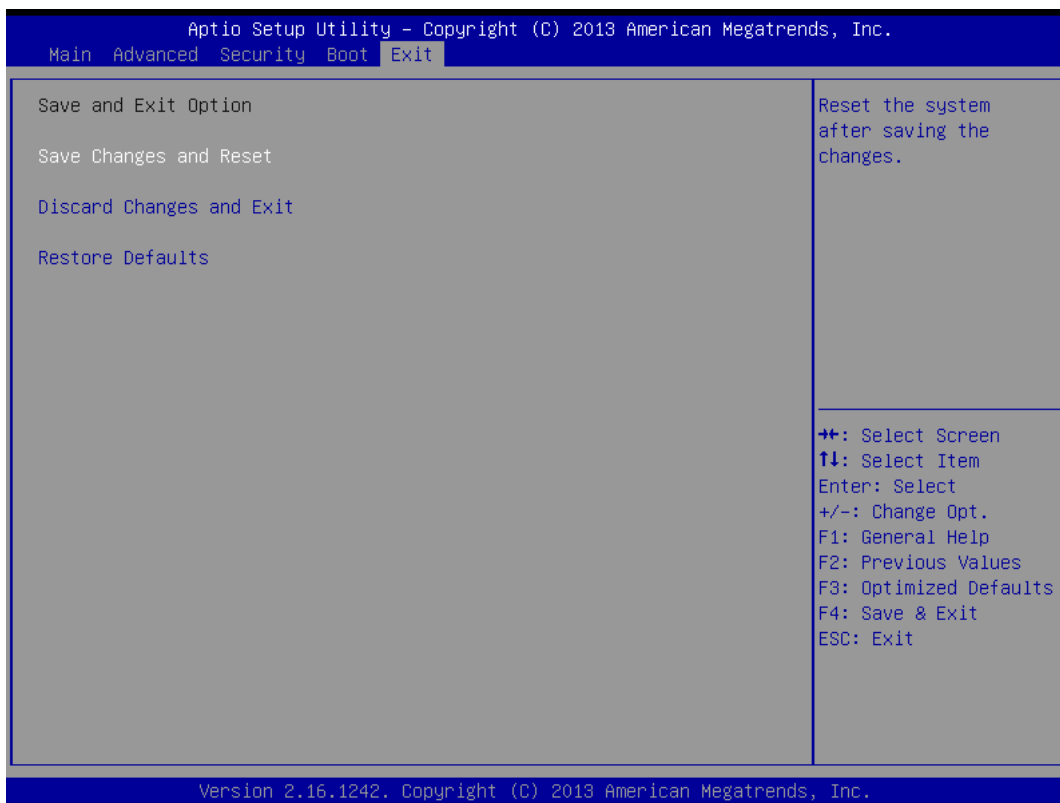 Aptio Setup Utility – Copyright (C) 2013 American Megatrends, Inc.
Main Advanced Security Boot Exit
Save and Exit Option
Save Changes and Reset
Discard Changes and Exit
Restore Defaults
Reset the system
after saving the
changes.
→←: Select Screen
↑↓: Select Item
Enter: Select
+/-: Change Opt.
F1: General Help
F2: Previous Values
F3: Optimized Defaults
F4: Save & Exit
ESC: Exit
Version 2.16.1242. Copyright (C) 2013 American Megatrends, Inc.